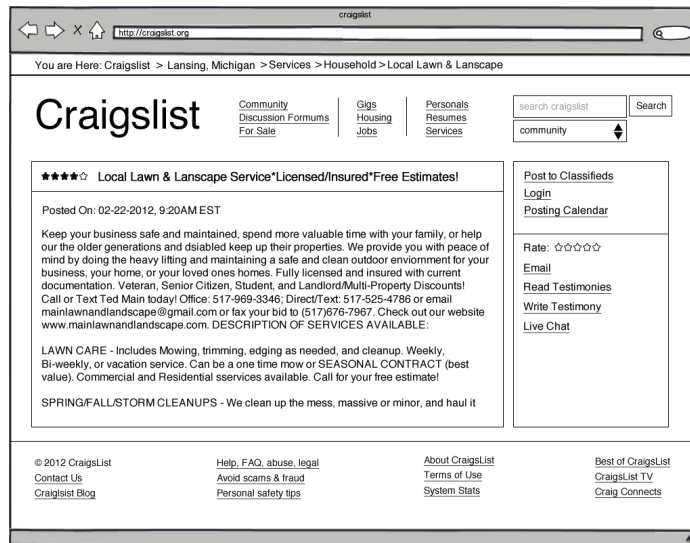 craigslist
http://craigslist.org
You are Here: Craigslist > Lansing, Michigan > Services > Household > Local Lawn & Lanscape
Craigslist
Community
Discussion Formums
For Sale
Gigs
Housing
Jobs
Personals
Resumes
Services
search craigslist
Search
community
Local Lawn & Lanscape Service*Licensed/Insured*Free Estimates!
Posted On: 02-22-2012, 9:20AM EST
Keep your business safe and maintained, spend more valuable time with your family, or help
our the older generations and dsiabled keep up their properties. We provide you with peace of
mind by doing the heavy lifting and maintaining a safe and clean outdoor enviornment for your
business, your home, or your loved ones homes. Fully licensed and insured with current
documentation. Veteran, Senior Citizen, Student, and Landlord/Multi-Property Discounts!
Call or Text Ted Main today! Office: 517-969-3346; Direct/Text: 517-525-4786 or email
mainlawnandlandscape@gmail.com or fax your bid to (517)676-7967. Check out our website
www.mainlawnandlandscape.com. DESCRIPTION OF SERVICES AVAILABLE:
LAWN CARE - Includes Mowing, trimming, edging as needed, and cleanup. Weekly,
Bi-weekly, or vacation service. Can be a one time mow or SEASONAL CONTRACT (best
value). Commercial and Residential sservices available. Call for your free estimate!
SPRING/FALL/STORM CLEANUPS - We clean up the mess, massive or minor, and haul it
Post to Classifieds
Login
Posting Calendar
Rate:
Email
Read Testimonies
Write Testimony
Live Chat
© 2012 CraigsList
Contact Us
Craiglsist Blog
Help, FAQ, abuse, legal
Avoid scams & fraud
Personal safety tips
About CraigsList
Terms of Use
System Stats
Best of CraigsList
CraigsList TV
Craig Connects